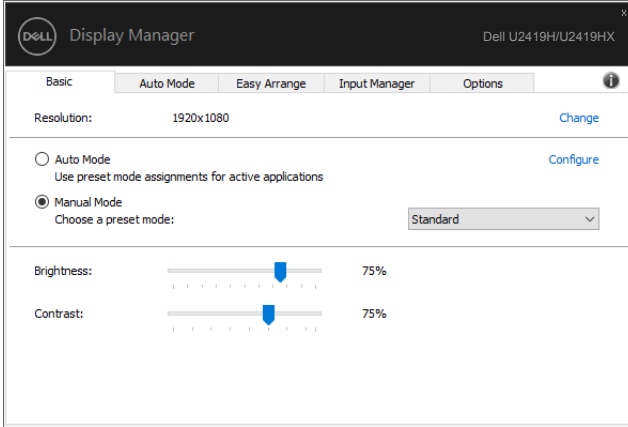 x
DELL Display Manager Dell U2419H/U2419HX
Basic Auto Mode Easy Arrange Input Manager Options i
Resolution: 1920x1080 Change
Auto Mode Configure
Use preset mode assignments for active applications
Manual Mode
Choose a preset mode: Standard
Brightness: 75%
Contrast: 75%